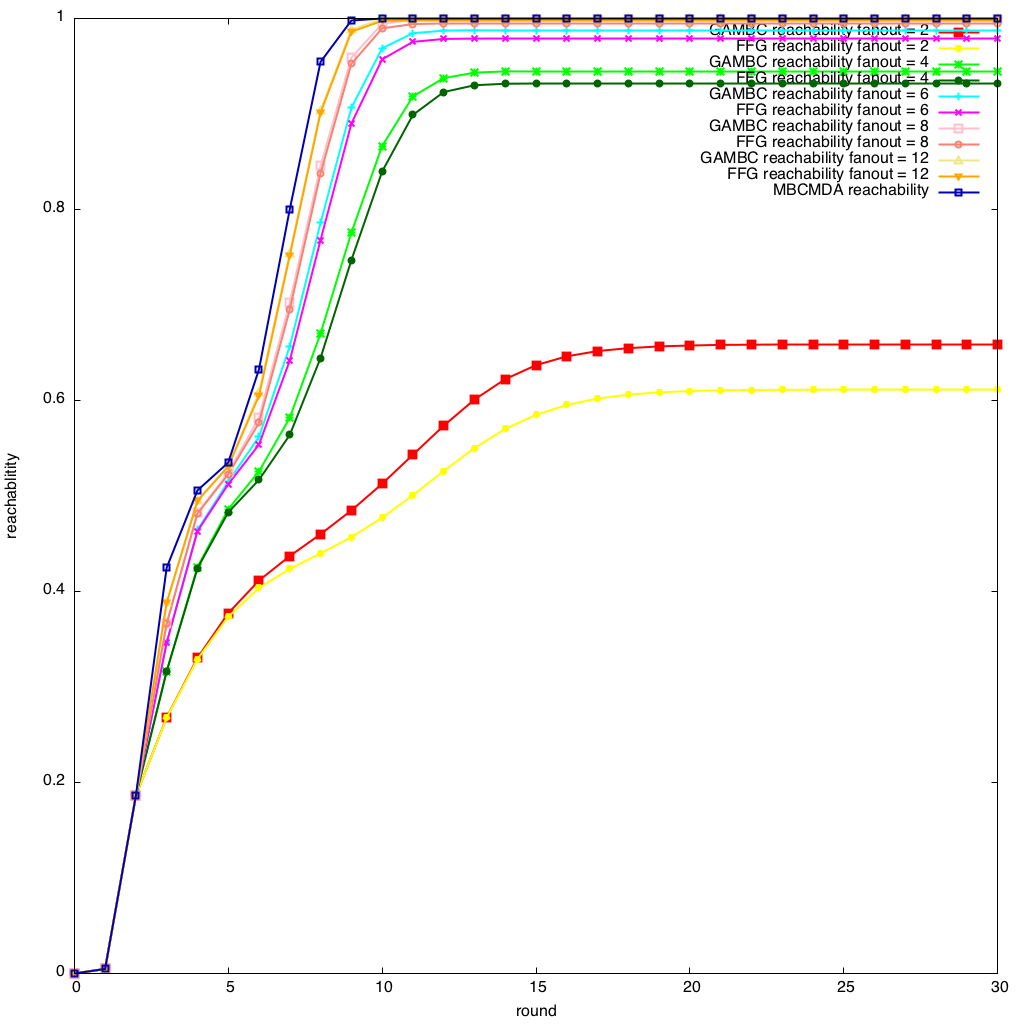 1
GAMBC reachability fanout = 2
FFG reachability fanout = 2
GAMBC reachability fanout = 4
FFG reachability fanout = 4
GAMBC reachability fanout = 6
FFG reachability fanout = 6
GAMBC reachability fanout = 8
FFG reachability fanout = 8
GAMBC reachability fanout = 12
FFG reachability fanout = 12
MBCMDA reachability
0.8
0.6
reachablitity
0.4
0.2
0
0 5 10 15 20 25 30
round